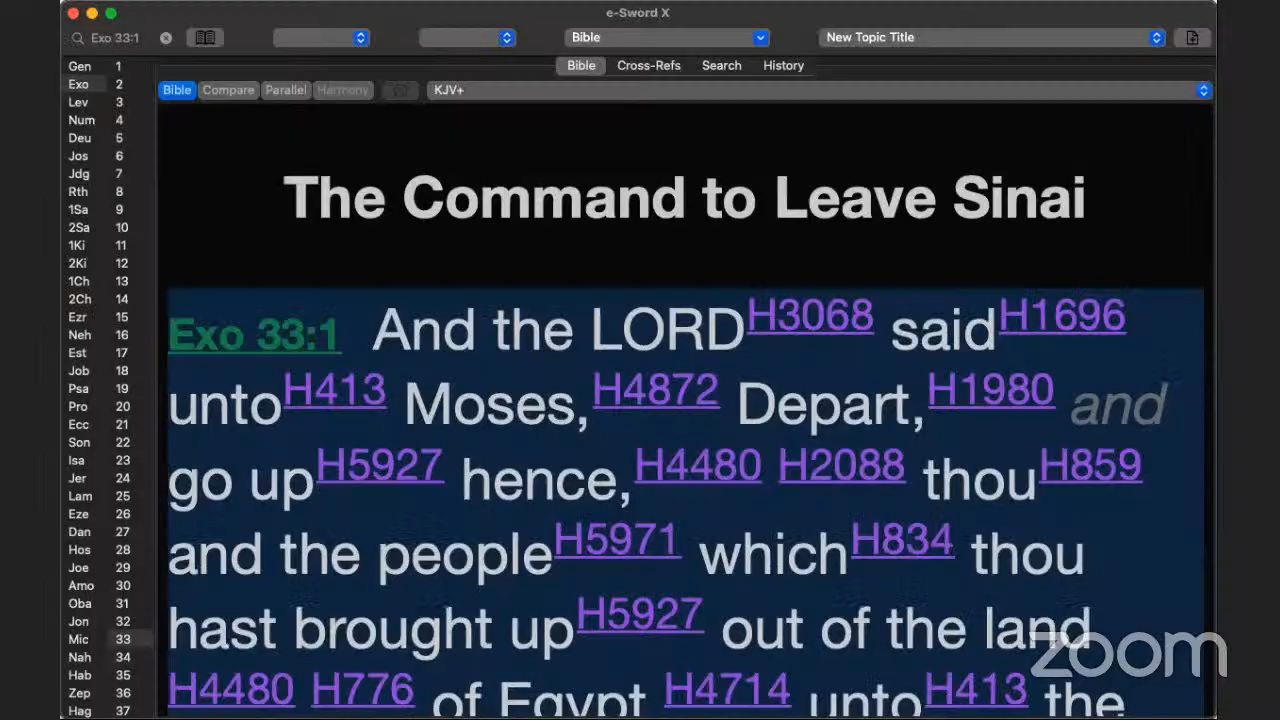 e-Sword X
Exo 33:1
Bible
New Topic Title
Bible Cross-Refs Search History
Bible Compare Parallel Harmony KJV+
Gen 1
Exo 2
Lev 3
Num 4
Deu 5
Jos 6
Jdg 7
Rth 8
1Sa 9
2Sa 10
1Ki 11
2Ki 12
1Ch 13
2Ch 14
Ezr 15
Neh 16
Est 17
Job 18
Psa 19
Pro 20
Ecc 21
Son 22
Isa 23
Jer 24
Lam 25
Eze 26
Dan 27
Hos 28
Joe 29
Amo 30
Oba 31
Jon 32
Mic 33
Nah 34
Hab 35
Zep 36
Hag 37
The Command to Leave Sinai
Exo 33:1 And the LORDH3068 saidH1696
untoH413 Moses,H4872 Depart,H1980 and
go upH5927 hence,H4480 H2088 thouH859
and the peopleH5971 whichH834 thou
hast brought upH5927 out of the land
H4480 H776 of Egypt H4714 untoH413 the
zoom